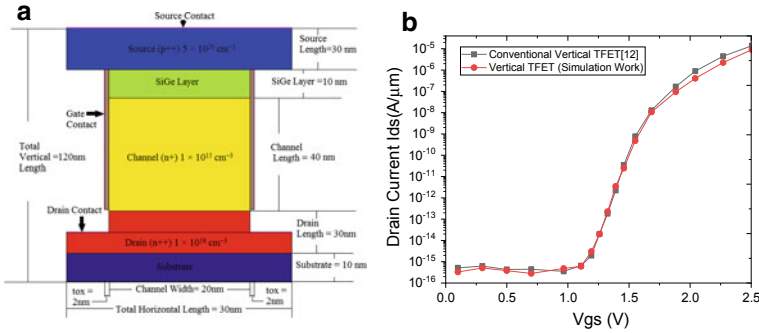 a
Source Contact
Source (p++) 5 × 10²⁰ cm⁻³
Source
Length=30 nm
SiGe Layer
SiGe Layer =10 nm
Gate
Contact
Total
Vertical =120nm
Length
Channel (n+) 1 × 10¹⁵ cm⁻³
Channel
Length = 40 nm
Drain Contact
Drain
Length = 30nm
Drain (n++) 1 × 10¹⁸ cm⁻³
Substrate
Substrate = 10 nm
tox =
2nm
Channel Width=20nm
tox =
2nm
Total Horizontal Length = 30nm
b
Conventional Vertical TFET[12]
Vertical TFET (Simulation Work)
Drain Current Ids(A/μm)
10⁻⁵
10⁻⁶
10⁻⁷
10⁻⁸
10⁻⁹
10⁻¹⁰
10⁻¹¹
10⁻¹²
10⁻¹³
10⁻¹⁴
10⁻¹⁵
10⁻¹⁶
0.0 0.5 1.0 1.5 2.0 2.5
Vgs (V)